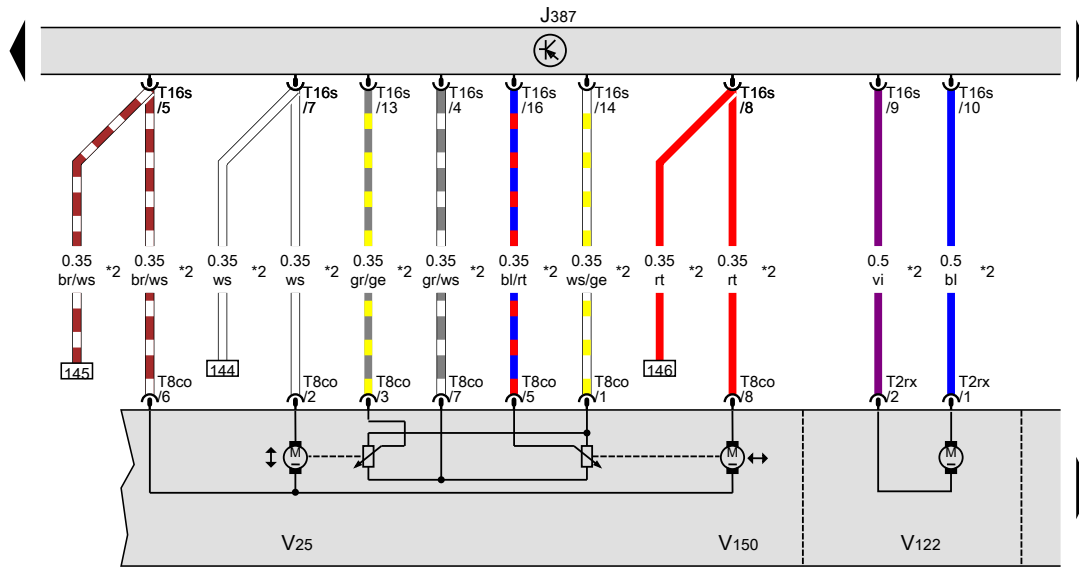 J387
T16s T16s T16s T16s T16s T16s T16s T16s T16s
/5 /7 /13 /4 /16 /14 /8 /9 /10
0.35 0.35 0.35 0.35 0.35 0.35 0.35 0.35 0.35 0.35 0.5 0.5
*2 *2 *2 *2 *2 *2 *2 *2 *2 *2 *2 *2
br/ws br/ws ws ws gr/ge gr/ws bl/rt ws/ge rt rt vi bl
145 144 146
T8co T8co T8co T8co T8co T8co T8co T2rx T2rx
/6 /2 /3 /7 /5 /1 /8 /2 /1
M M M
V25 V150 V122